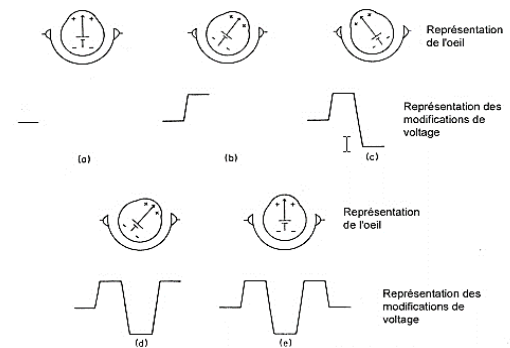 Représentation
de l'oeil
Représentation des
modifications de
voltage
(a)
(b)
(c)
Représentation
de l'oeil
Représentation des
modifications de
voltage
(d)
(e)